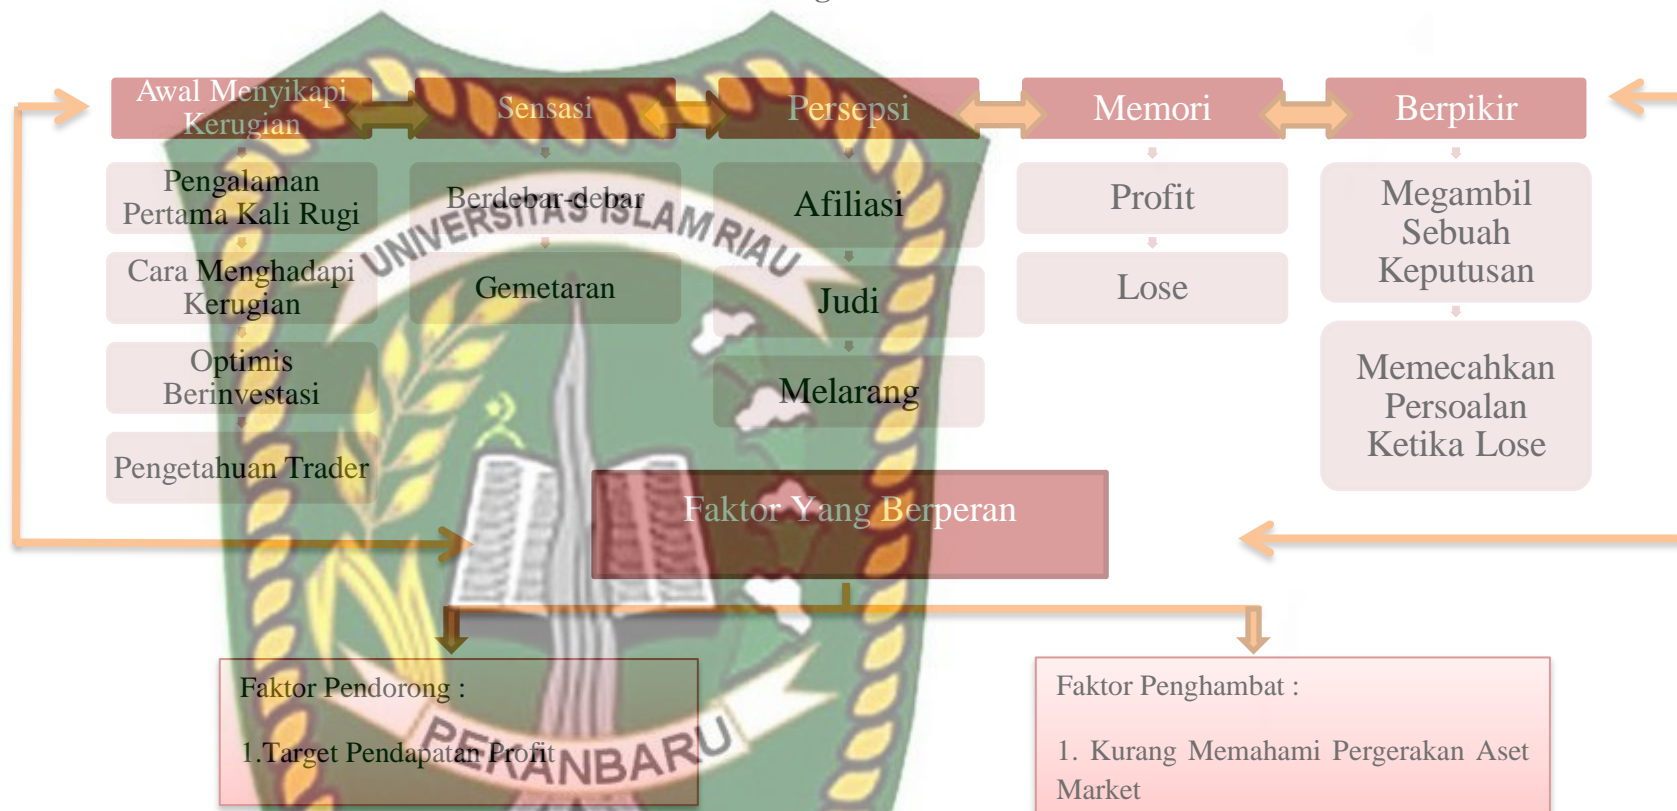 Awal Menyikapi
Kerugian
Sensasi
Persepsi
Memori
Berpikir
Pengalaman
Pertama Kali Rugi
Cara Menghadapi
Kerugian
Optimis
Berinvestasi
Pengetahuan Trader
Berdebar-debar
Gemetaran
Afiliasi
Judi
Melarang
Profit
Lose
Megambil
Sebuah
Keputusan
Memecahkan
Persoalan
Ketika Lose
UNIVERSITAS ISLAM RIAU
Faktor Yang Berperan
Faktor Pendorong :
1.Target Pendapatan Profit
PEKANBARU
Faktor Penghambat :
1. Kurang Memahami Pergerakan Aset
Market